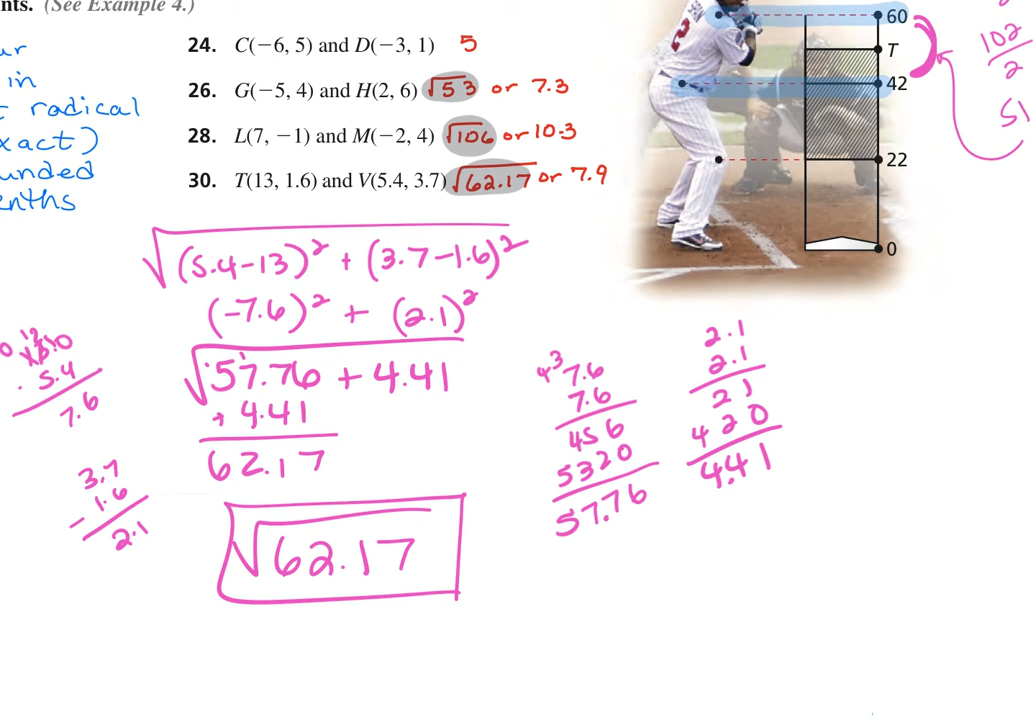 nts. (See Example 4.)
ur
in
radical
xact)
unded
enths
24. C(−6, 5) and D(−3, 1) 5
26. G(−5, 4) and H(2, 6) √53 or 7.3
28. L(7, −1) and M(−2, 4) √106 or 10.3
30. T(13, 1.6) and V(5.4, 3.7) √62.17 or 7.9
2
60
T
42
22
0
102
2
51
√(5.4-13)² + (3.7-1.6)²
(-7.6)² + (2.1)²
√57.76 + 4.41
+ 4.41
62.17
√62.17
5.4
7.6
3.7
- 1.6
2.1
4 3 7.6
7.6
456
5320
57.76
2.1
2.1
21
420
4.41